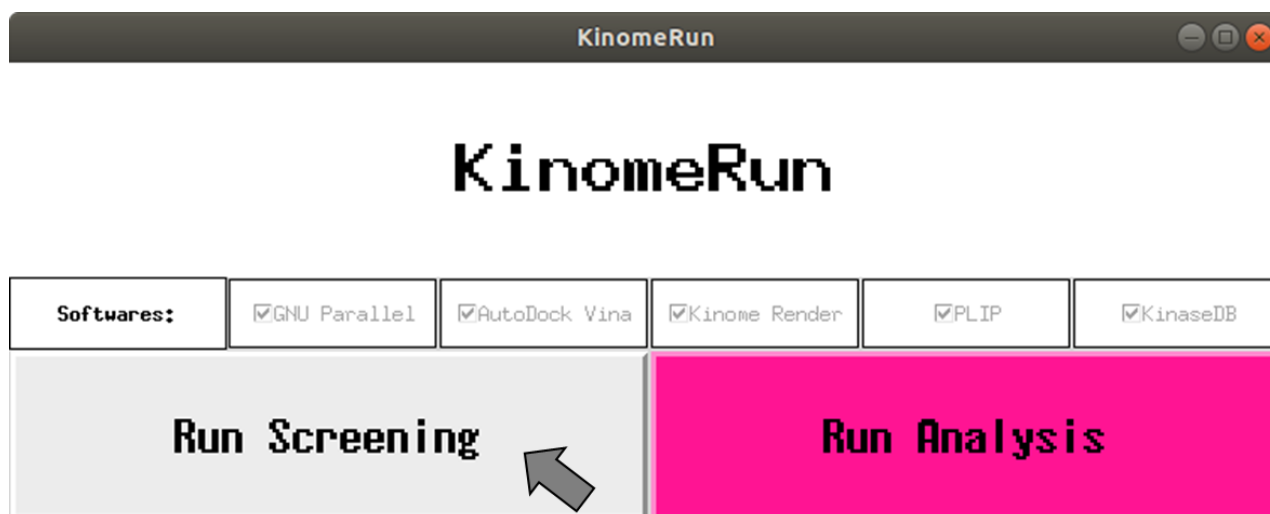 KinomeRun
KinomeRun
Softwares: GNU Parallel AutoDock Vina Kinome Render PLIP KinaseDB
Run Screening Run Analysis